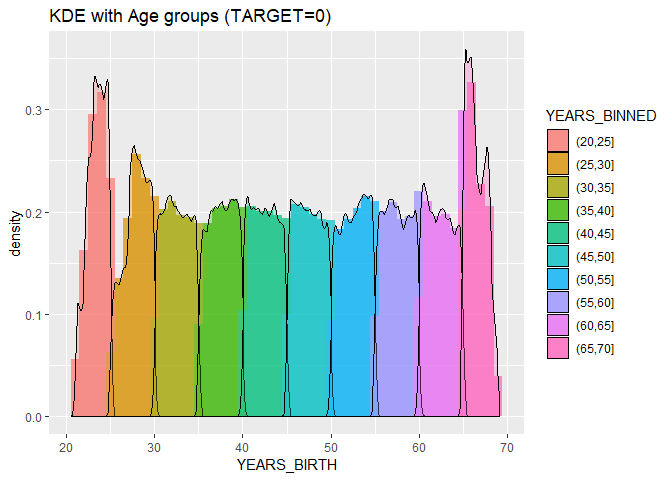 KDE with Age groups (TARGET=0)
density
0.3
0.2
0.1
0.0
20 30 40 50 60 70
YEARS_BIRTH
YEARS_BINNED
(20,25]
(25,30]
(30,35]
(35,40]
(40,45]
(45,50]
(50,55]
(55,60]
(60,65]
(65,70]